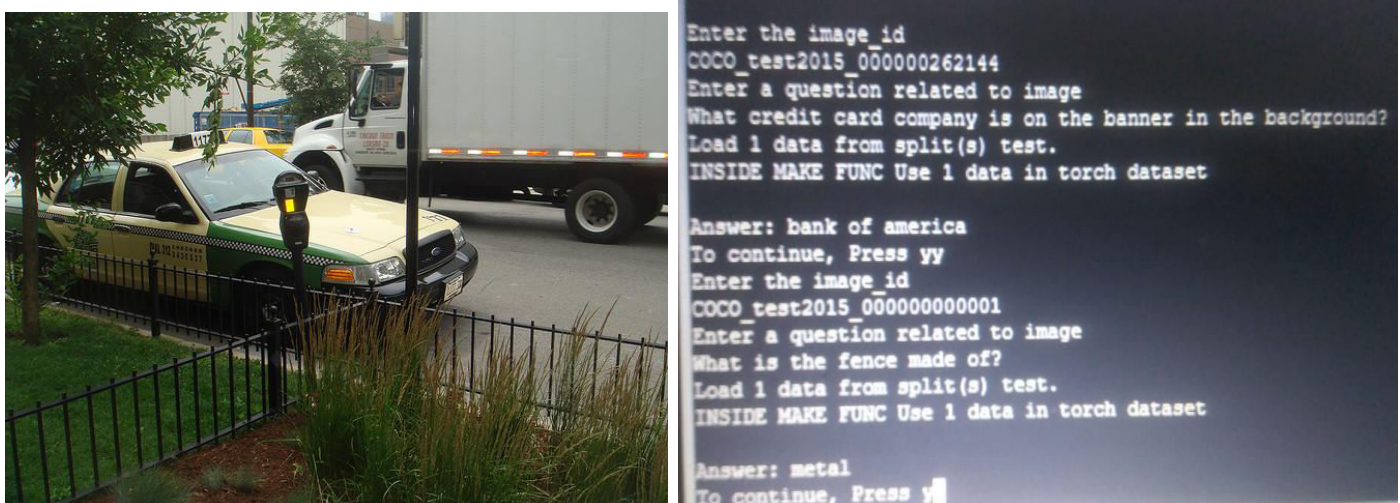 1177
Enter the image_id
COCO_test2015_000000262144
Enter a question related to image
What credit card company is on the banner in the background?
Load 1 data from split(s) test.
INSIDE MAKE FUNC Use 1 data in torch dataset
Answer: bank of america
To continue, Press yy
Enter the image_id
COCO_test2015_000000000001
Enter a question related to image
What is the fence made of?
Load 1 data from split(s) test.
INSIDE MAKE FUNC Use 1 data in torch dataset
Answer: metal
To continue, Press y